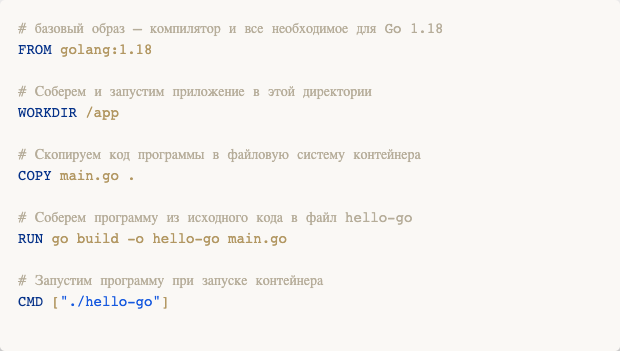 # базовый образ — компилятор и все необходимое для Go 1.18
FROM golang:1.18
# Соберем и запустим приложение в этой директории
WORKDIR /app
# Скопируем код программы в файловую систему контейнера
COPY main.go .
# Соберем программу из исходного кода в файл hello-go
RUN go build -o hello-go main.go
# Запустим программу при запуске контейнера
CMD ["./hello-go"]